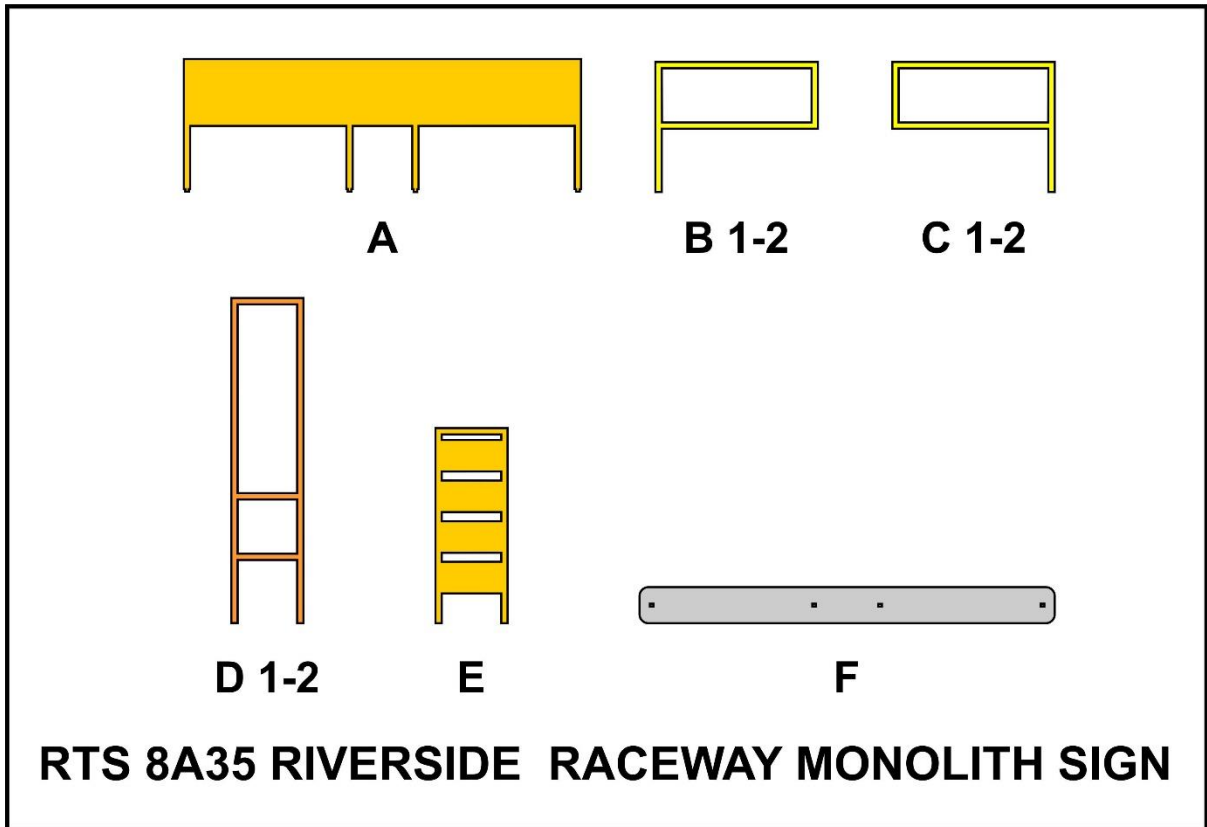 A
B 1-2
C 1-2
D 1-2
E
F
RTS 8A35 RIVERSIDE RACEWAY MONOLITH SIGN